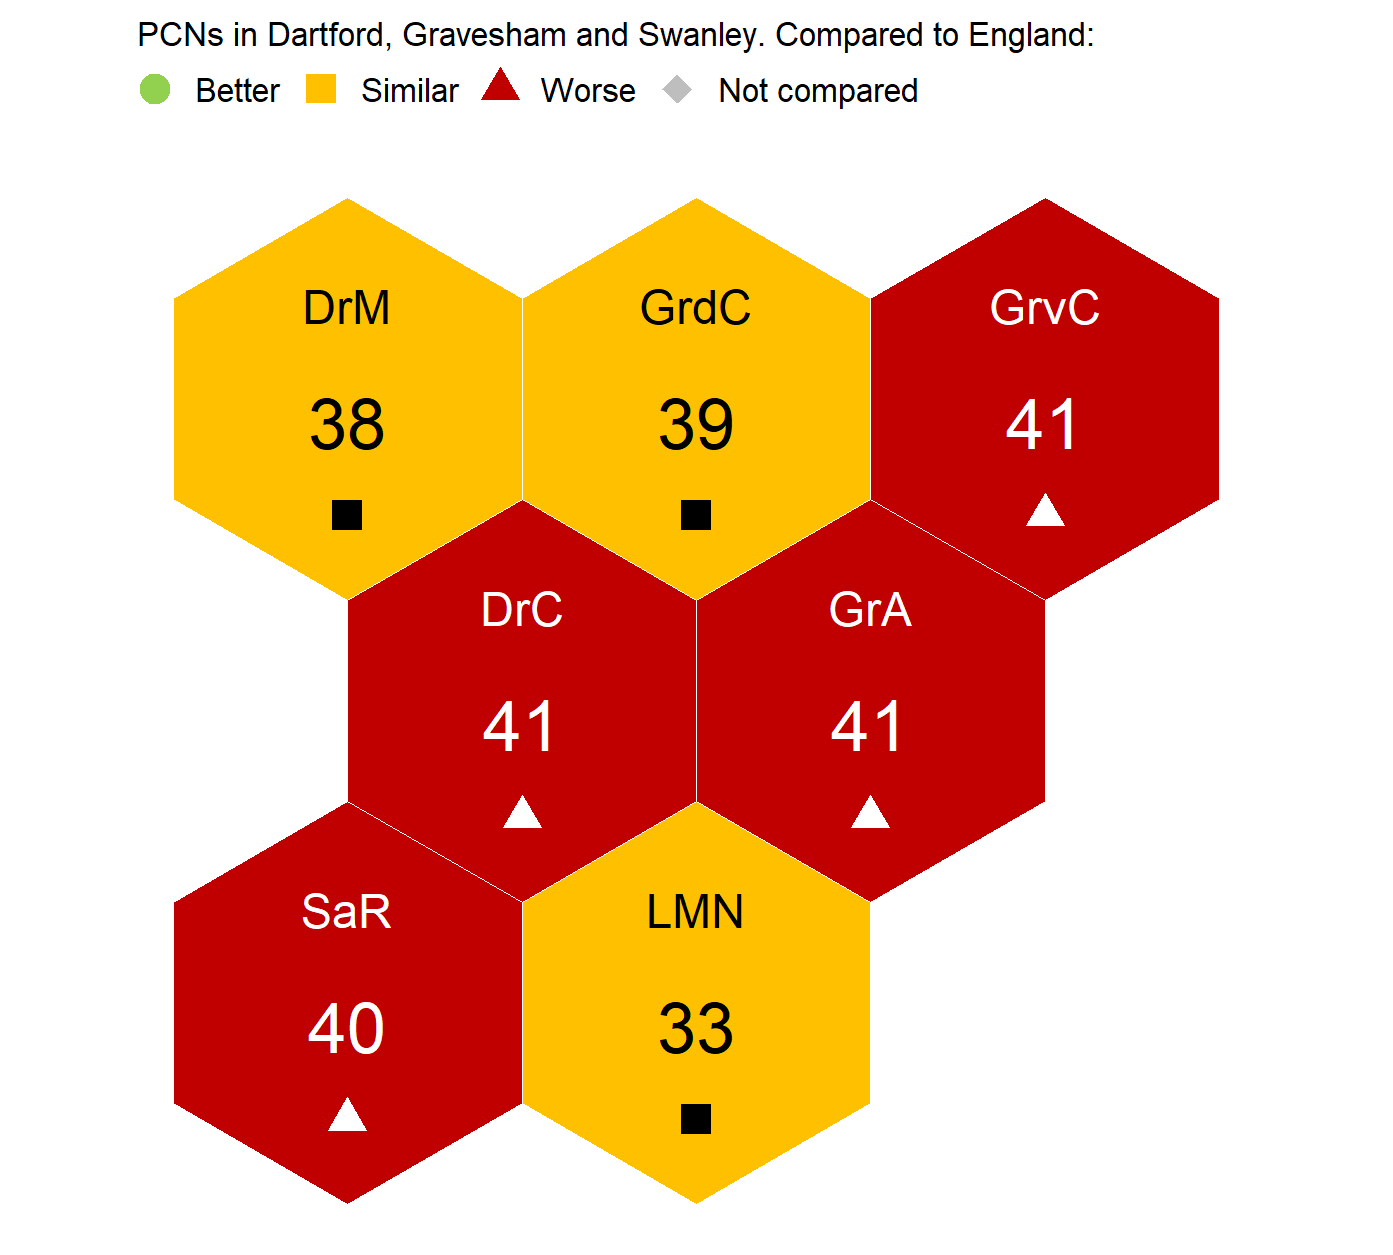 PCNs in Dartford, Gravesham and Swanley. Compared to England:
Better Similar Worse Not compared
DrM GrdC GrvC
38 39 41
DrC GrA
41 41
SaR LMN
40 33